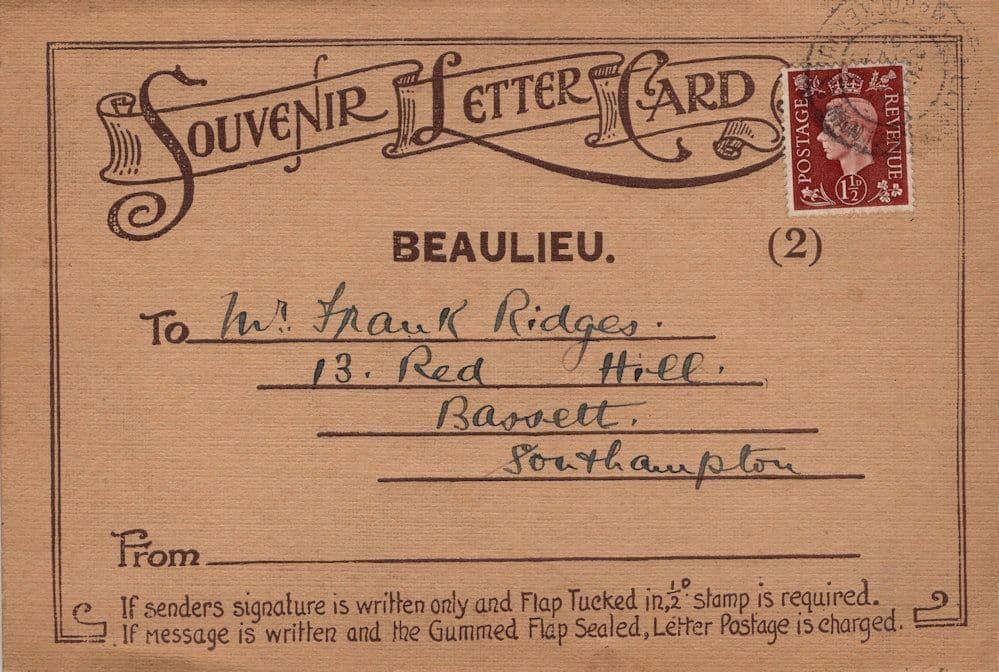 SOUVENIR LETTER CARD
POSTAGE REVENUE
1½D
BEAULIEU.
(2)
To Mr. Frank Ridges.
13. Red Hill.
Bassett.
Southampton
From
If senders signature is written only and Flap Tucked in, ½D. stamp is required.
If Message is written and the Gummed Flap Sealed, Letter Postage is charged.